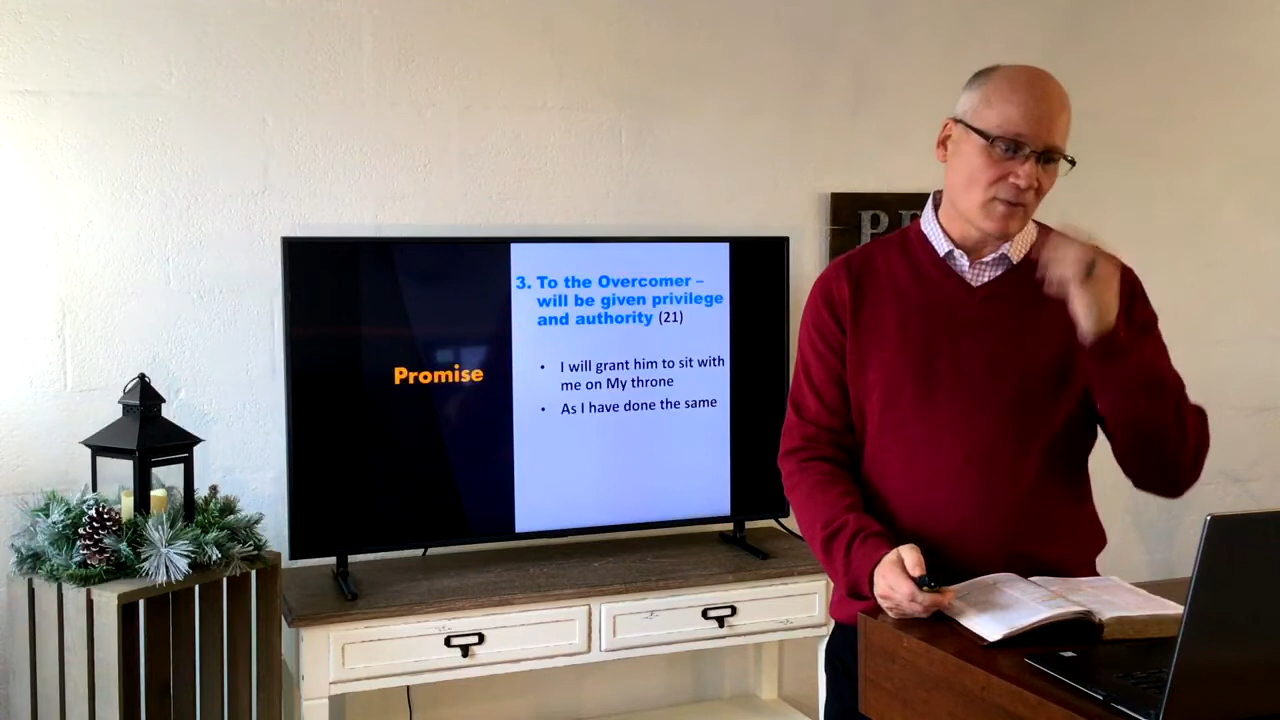 3. To the Overcomer –
will be given privilege
and authority (21)
Promise
• I will grant him to sit with
me on My throne
• As I have done the same